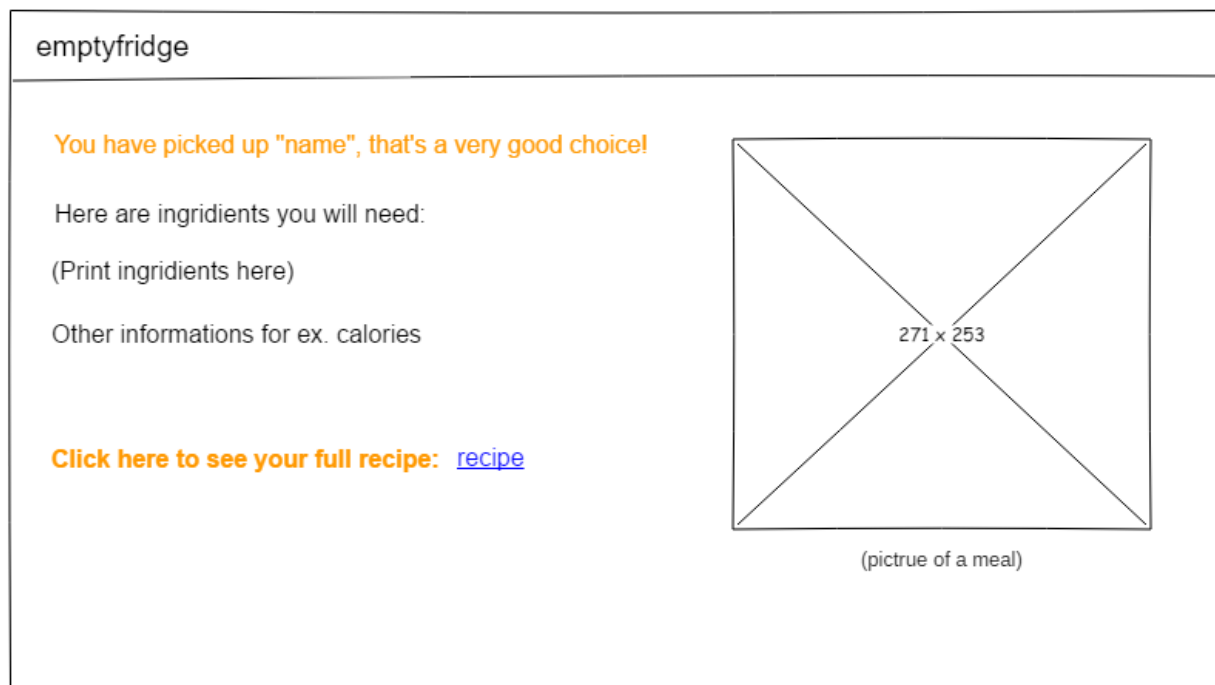 emptyfridge
You have picked up "name", that's a very good choice!
Here are ingridients you will need:
(Print ingridients here)
Other informations for ex. calories
271 x 253
Click here to see your full recipe: recipe
(pictrue of a meal)